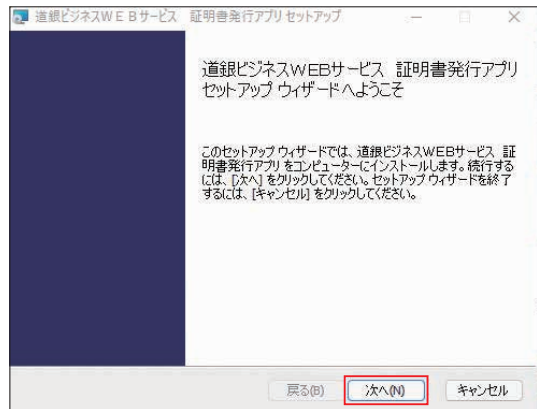 道銀ビジネスWEBサービス 証明書発行アプリ セットアップ
道銀ビジネスWEBサービス 証明書発行アプリ
セットアップ ウィザードへようこそ
このセットアップ ウィザードでは、道銀ビジネスWEBサービス 証
明書発行アプリ をコンピューターにインストールします。続行する
には、[次へ] をクリックしてください。セットアップ ウィザードを終了
するには、[キャンセル] をクリックしてください。
戻る(B) 次へ(N) キャンセル